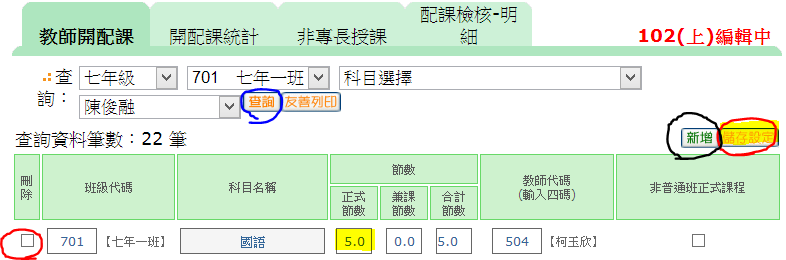 教師開配課 開配課統計 非專長授課 配課檢核-明細 102(上)編輯中
查詢： 七年級 701 七年一班 科目選擇
陳俊融 查詢 友善列印
查詢資料筆數：22 筆 新增 儲存設定
刪除 班級代碼 科目名稱 節數 教師代碼(輸入四碼) 非普通班正式課程
正式節數 兼課節數 合計節數
701 【七年一班】 國語 5.0 0.0 5.0 504 【柯玉欣】